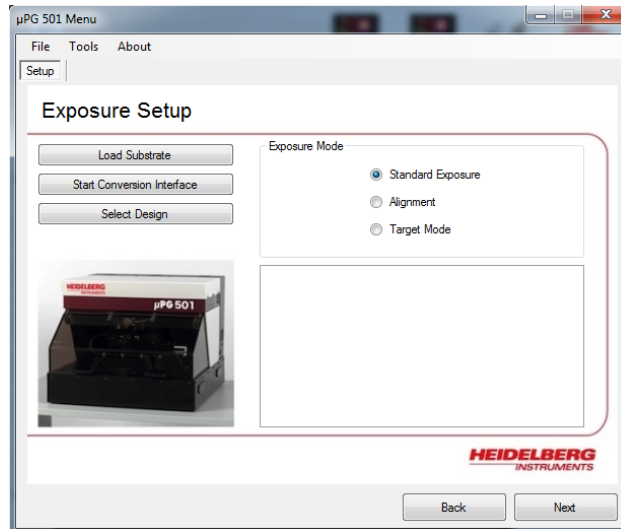 µPG 501 Menu
File Tools About
Setup
Exposure Setup
Load Substrate
Start Conversion Interface
Select Design
Exposure Mode
Standard Exposure
Alignment
Target Mode
HEIDELBERG
INSTRUMENTS
µPG 501
HEIDELBERG
INSTRUMENTS
Back Next